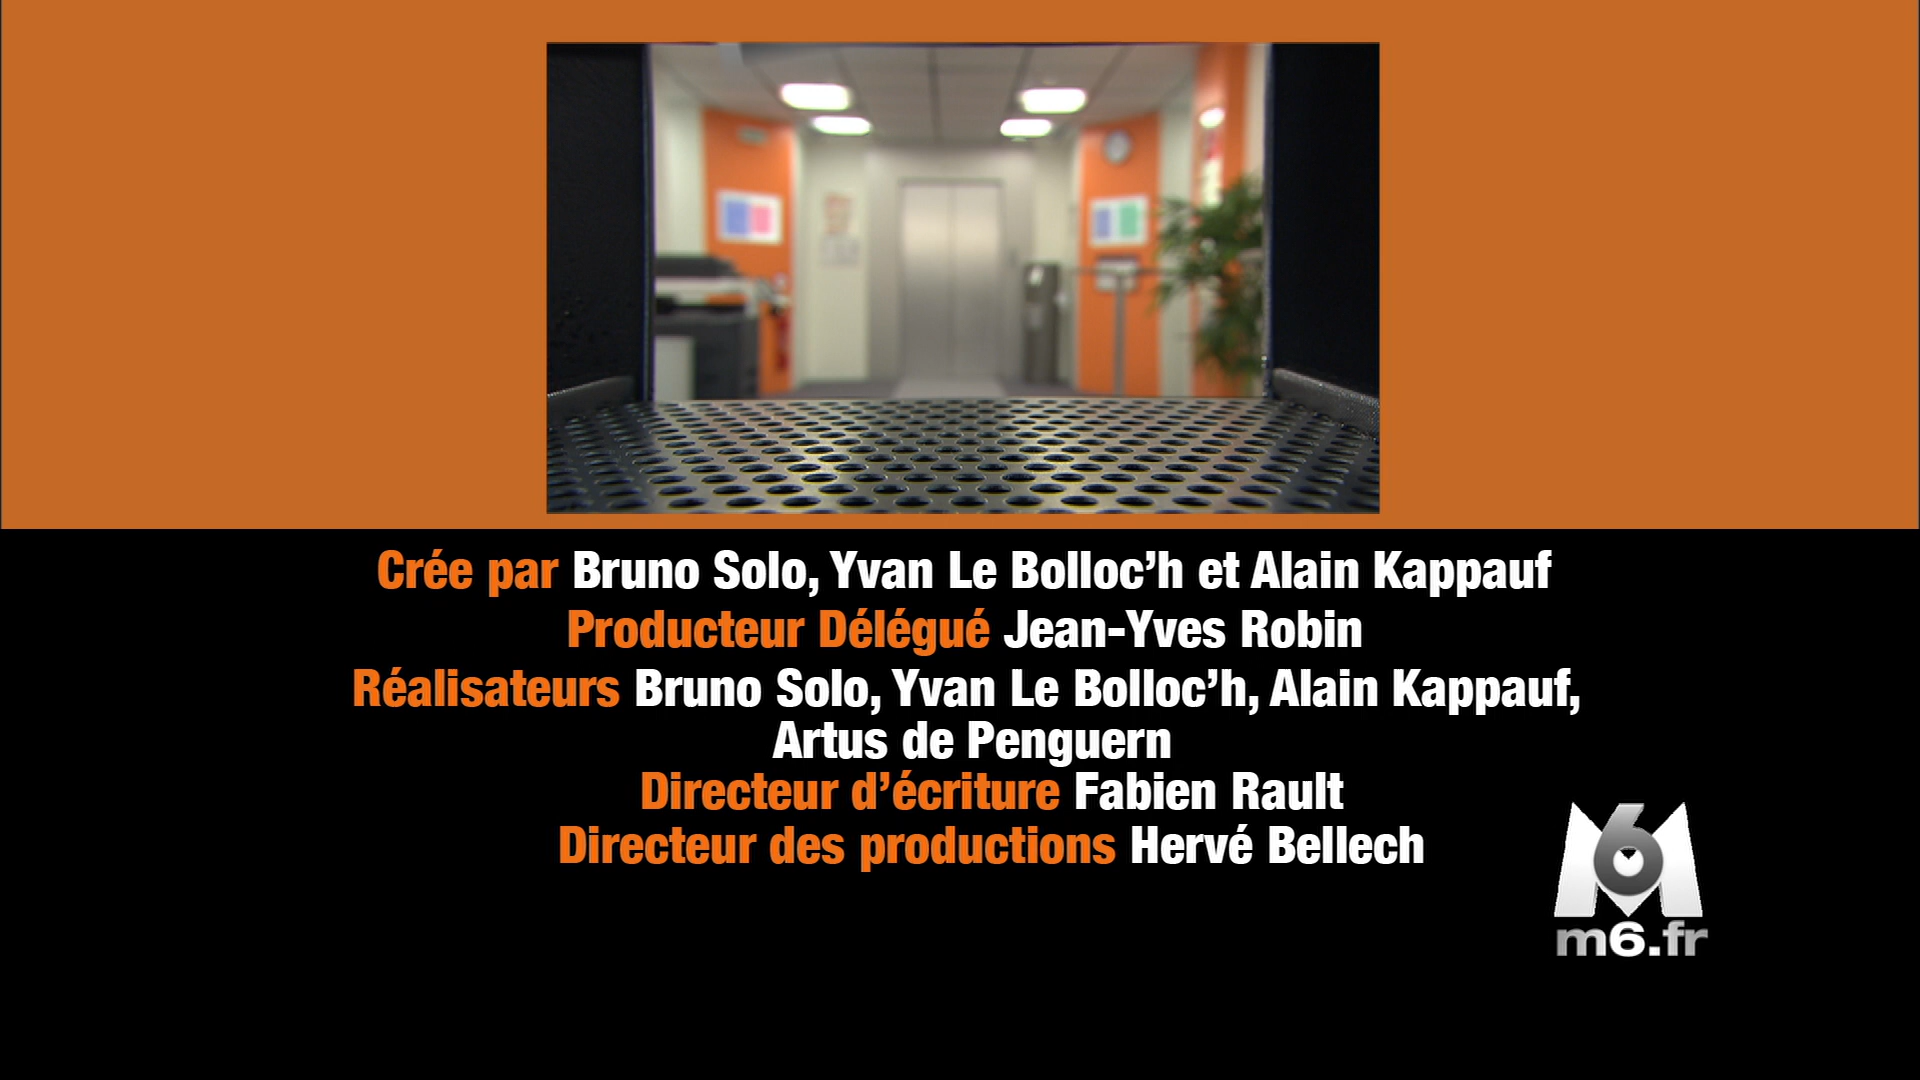 Crée par Bruno Solo, Yvan Le Bolloc’h et Alain Kappauf
Producteur Délégué Jean-Yves Robin
Réalisateurs Bruno Solo, Yvan Le Bolloc’h, Alain Kappauf,
Artus de Penguern
Directeur d’écriture Fabien Rault
Directeur des productions Hervé Bellech
M6
m6.fr